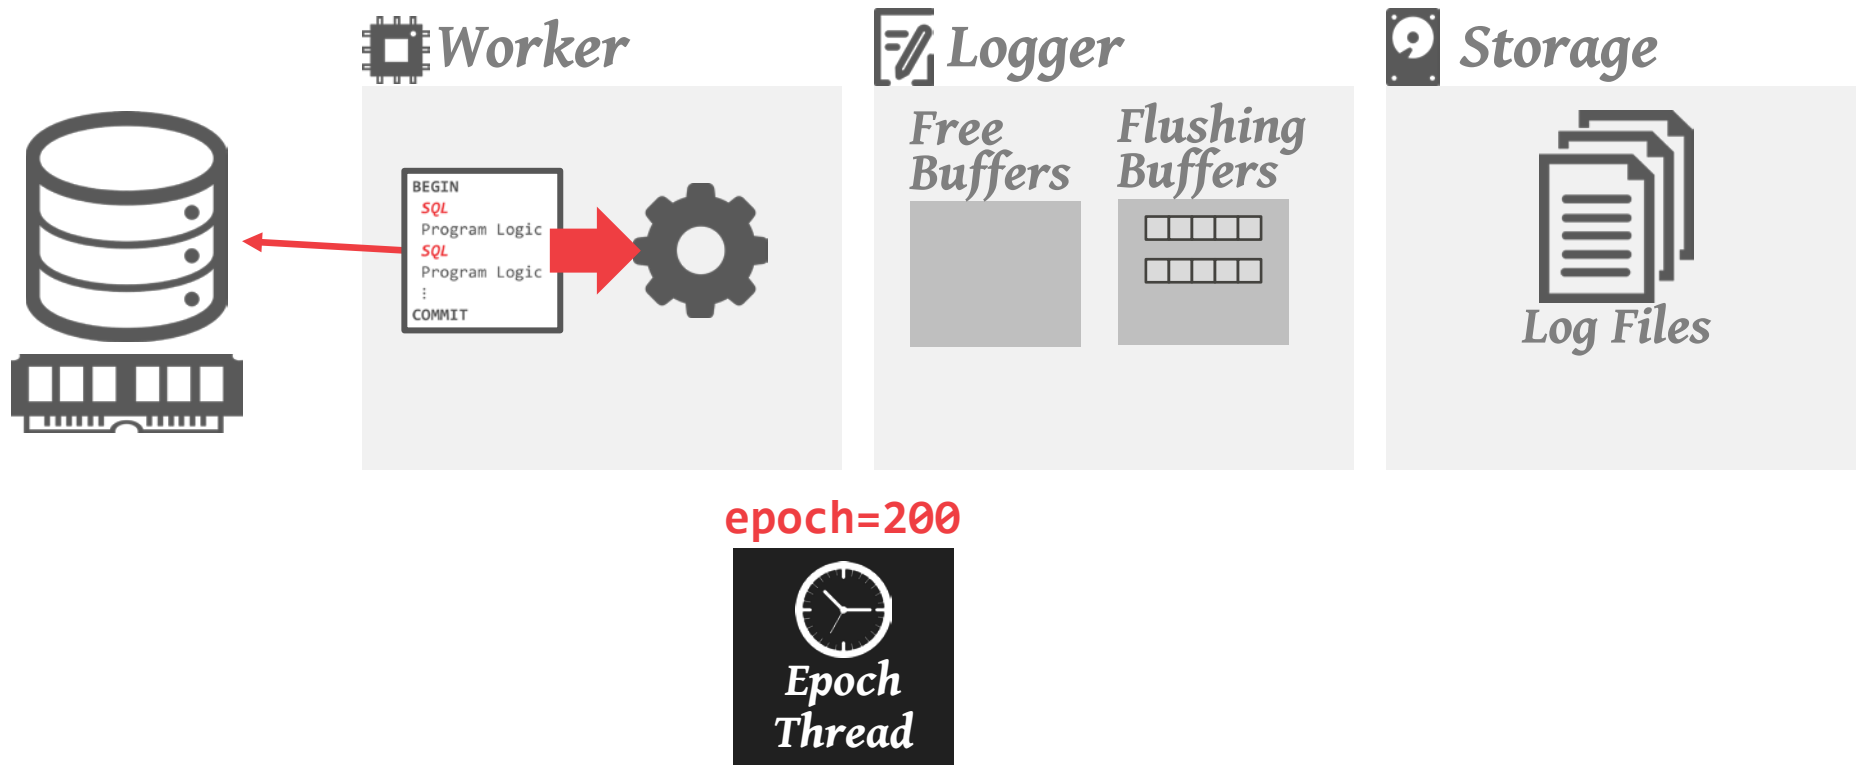 Worker
Logger
Storage
BEGIN
SQL
Program Logic
SQL
Program Logic
⋮
COMMIT
Free
Buffers
Flushing
Buffers
Log Files
epoch=200
Epoch
Thread